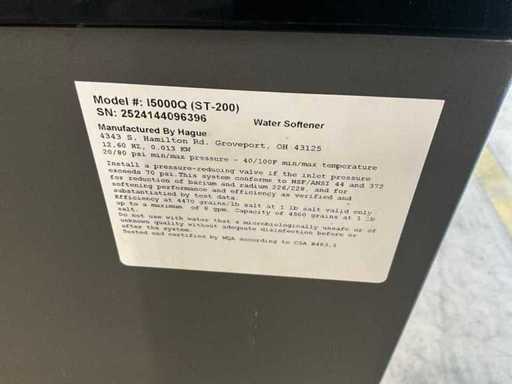 Model #: I5000Q (ST-200)
SN: 2524144096396
Water Softener
Manufactured By Hague
4343 S. Hamilton Rd. Groveport, OH 43125
12,60 HZ, 0.013 KW
20/80 psi min/max pressure - 40/100F min/max temperature
Install a pressure-reducing valve if the inlet pressure
exceeds 70 psi. This system conforms to NSF/ANSI 44 and 372
for reduction of barium and radium 226/228, and for
softening performance and efficiency as verified and
substantiated by test data.
Efficiency at 4470 grains/lb salt at 1 lb salt valid only
up to a maximum of 9 gpm. Capacity of 4860 grains at 1 lb
salt.
Do not use with water that s microbiologically unsafe or of
unknown quality without adequate disinfection before or
after the system.
Tested and certified by WQA According to CSA B483.1